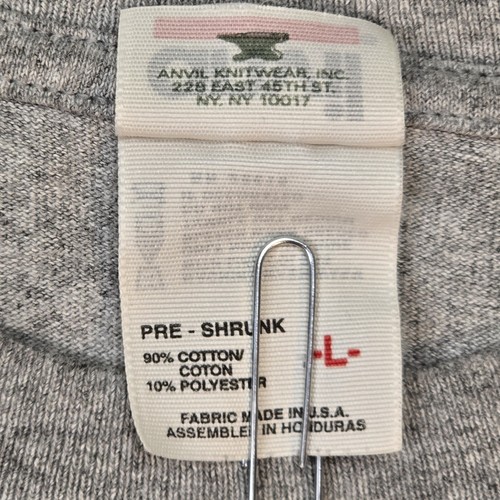 ANVIL KNITWEAR, INC.
228 EAST 45TH ST.
NY, NY 10017
PRE - SHRUNK
-L-
90% COTTON/
COTON
10% POLYESTER
FABRIC MADE IN U.S.A.
ASSEMBLED IN HONDURAS